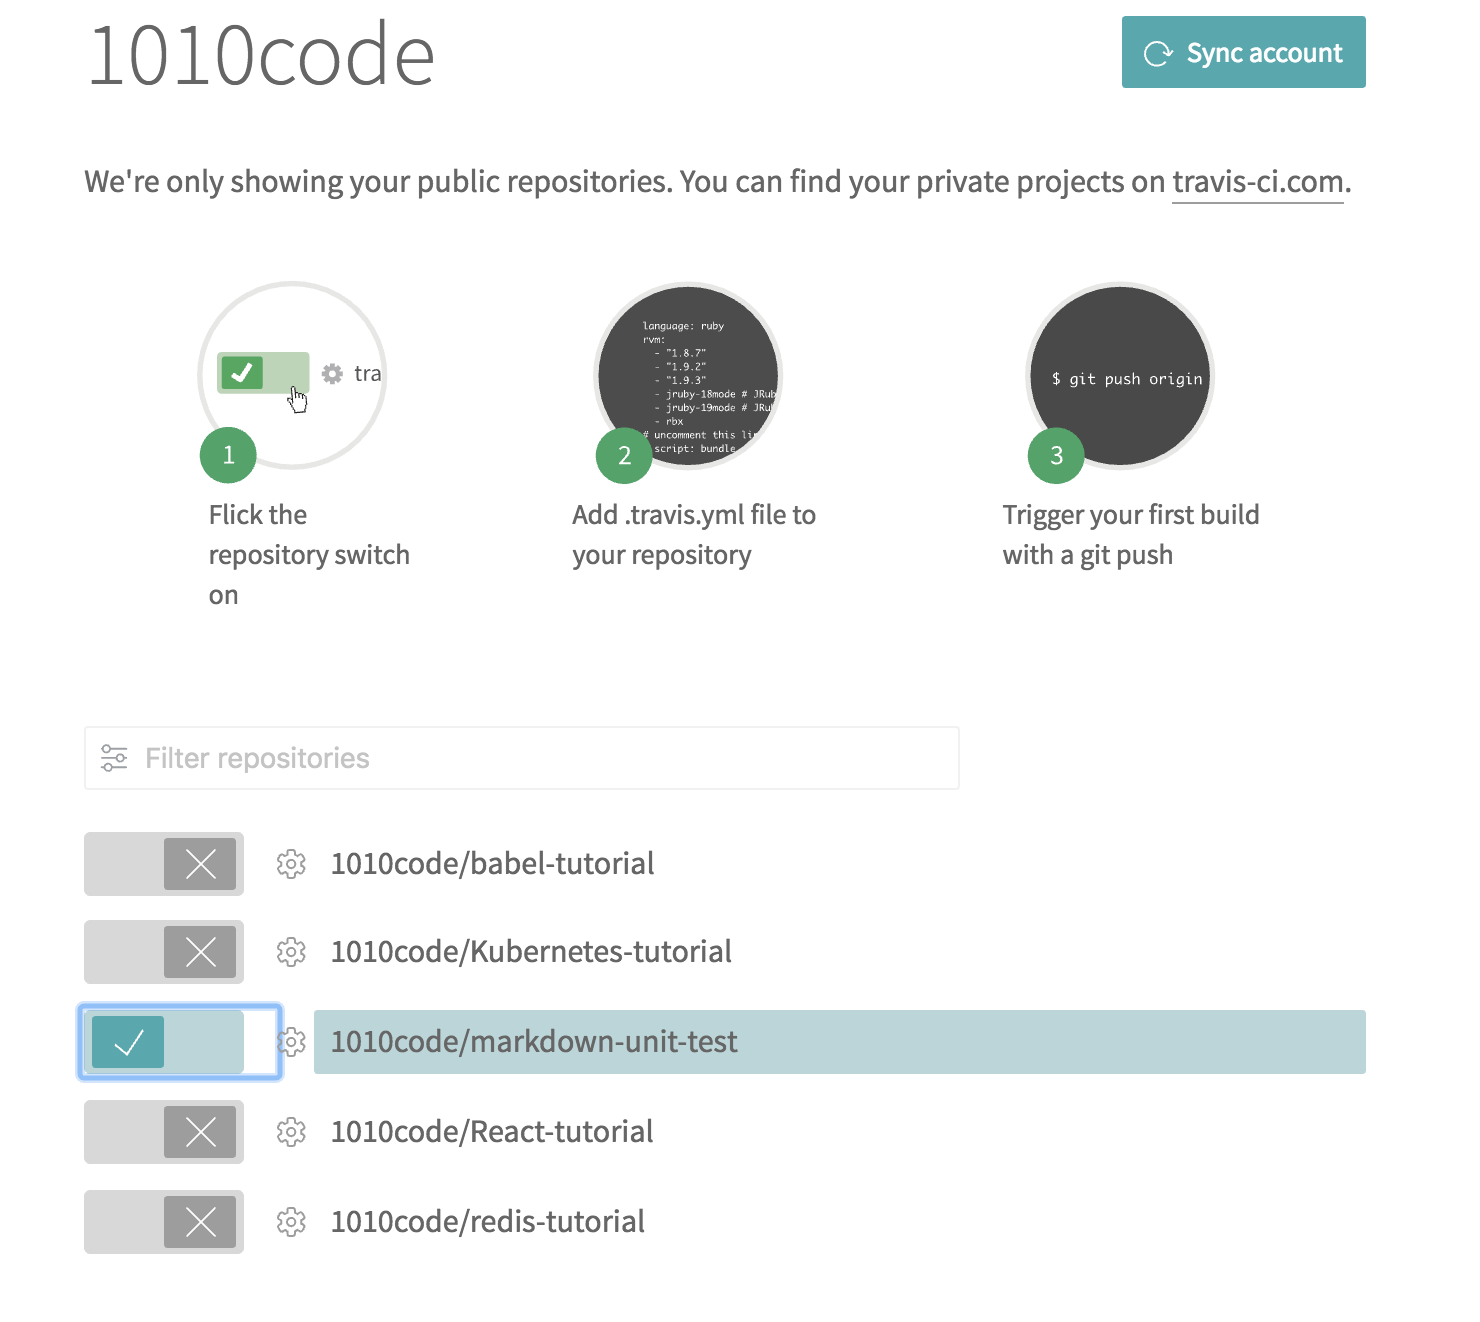 1010code
Sync account
We're only showing your public repositories. You can find your private projects on travis-ci.com.
tra
1
Flick the
repository switch
on
language: ruby
rvm:
- "1.8.7"
- "1.9.2"
- "1.9.3"
- jruby-18mode # JRub
- jruby-19mode # JRu
- rbx
# uncomment this li
script: bundle
2
Add .travis.yml file to
your repository
$ git push origin
3
Trigger your first build
with a git push
Filter repositories
1010code/babel-tutorial
1010code/Kubernetes-tutorial
1010code/markdown-unit-test
1010code/React-tutorial
1010code/redis-tutorial